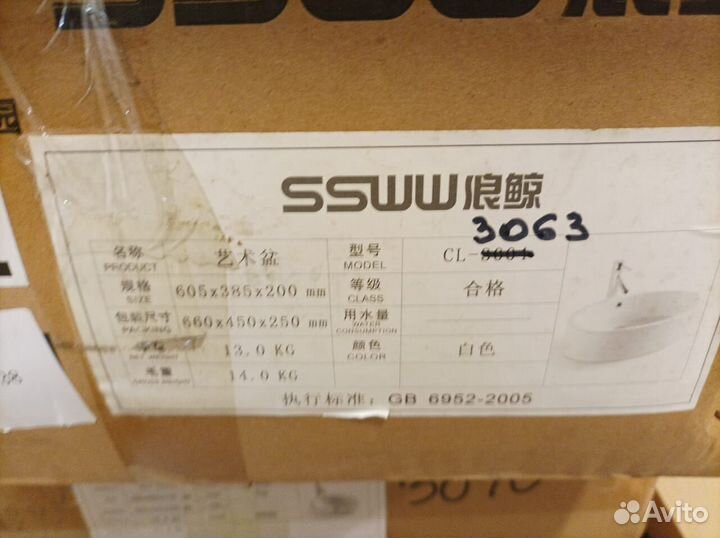 SSWW浪鲸
3063
名称 PRODUCT 艺术盆 型号 MODEL CL-3001
规格 SIZE 605x385x200 mm 等级 CLASS 合格
包装尺寸 PACKING 660x450x250 mm 用水量 WATER CONSUMPTION
净重 NET WEIGHT 13.0 KG 颜色 COLOR 白色
毛重 GROSS WEIGHT 14.0 KG
执行标准: GB 6952-2005
Avito